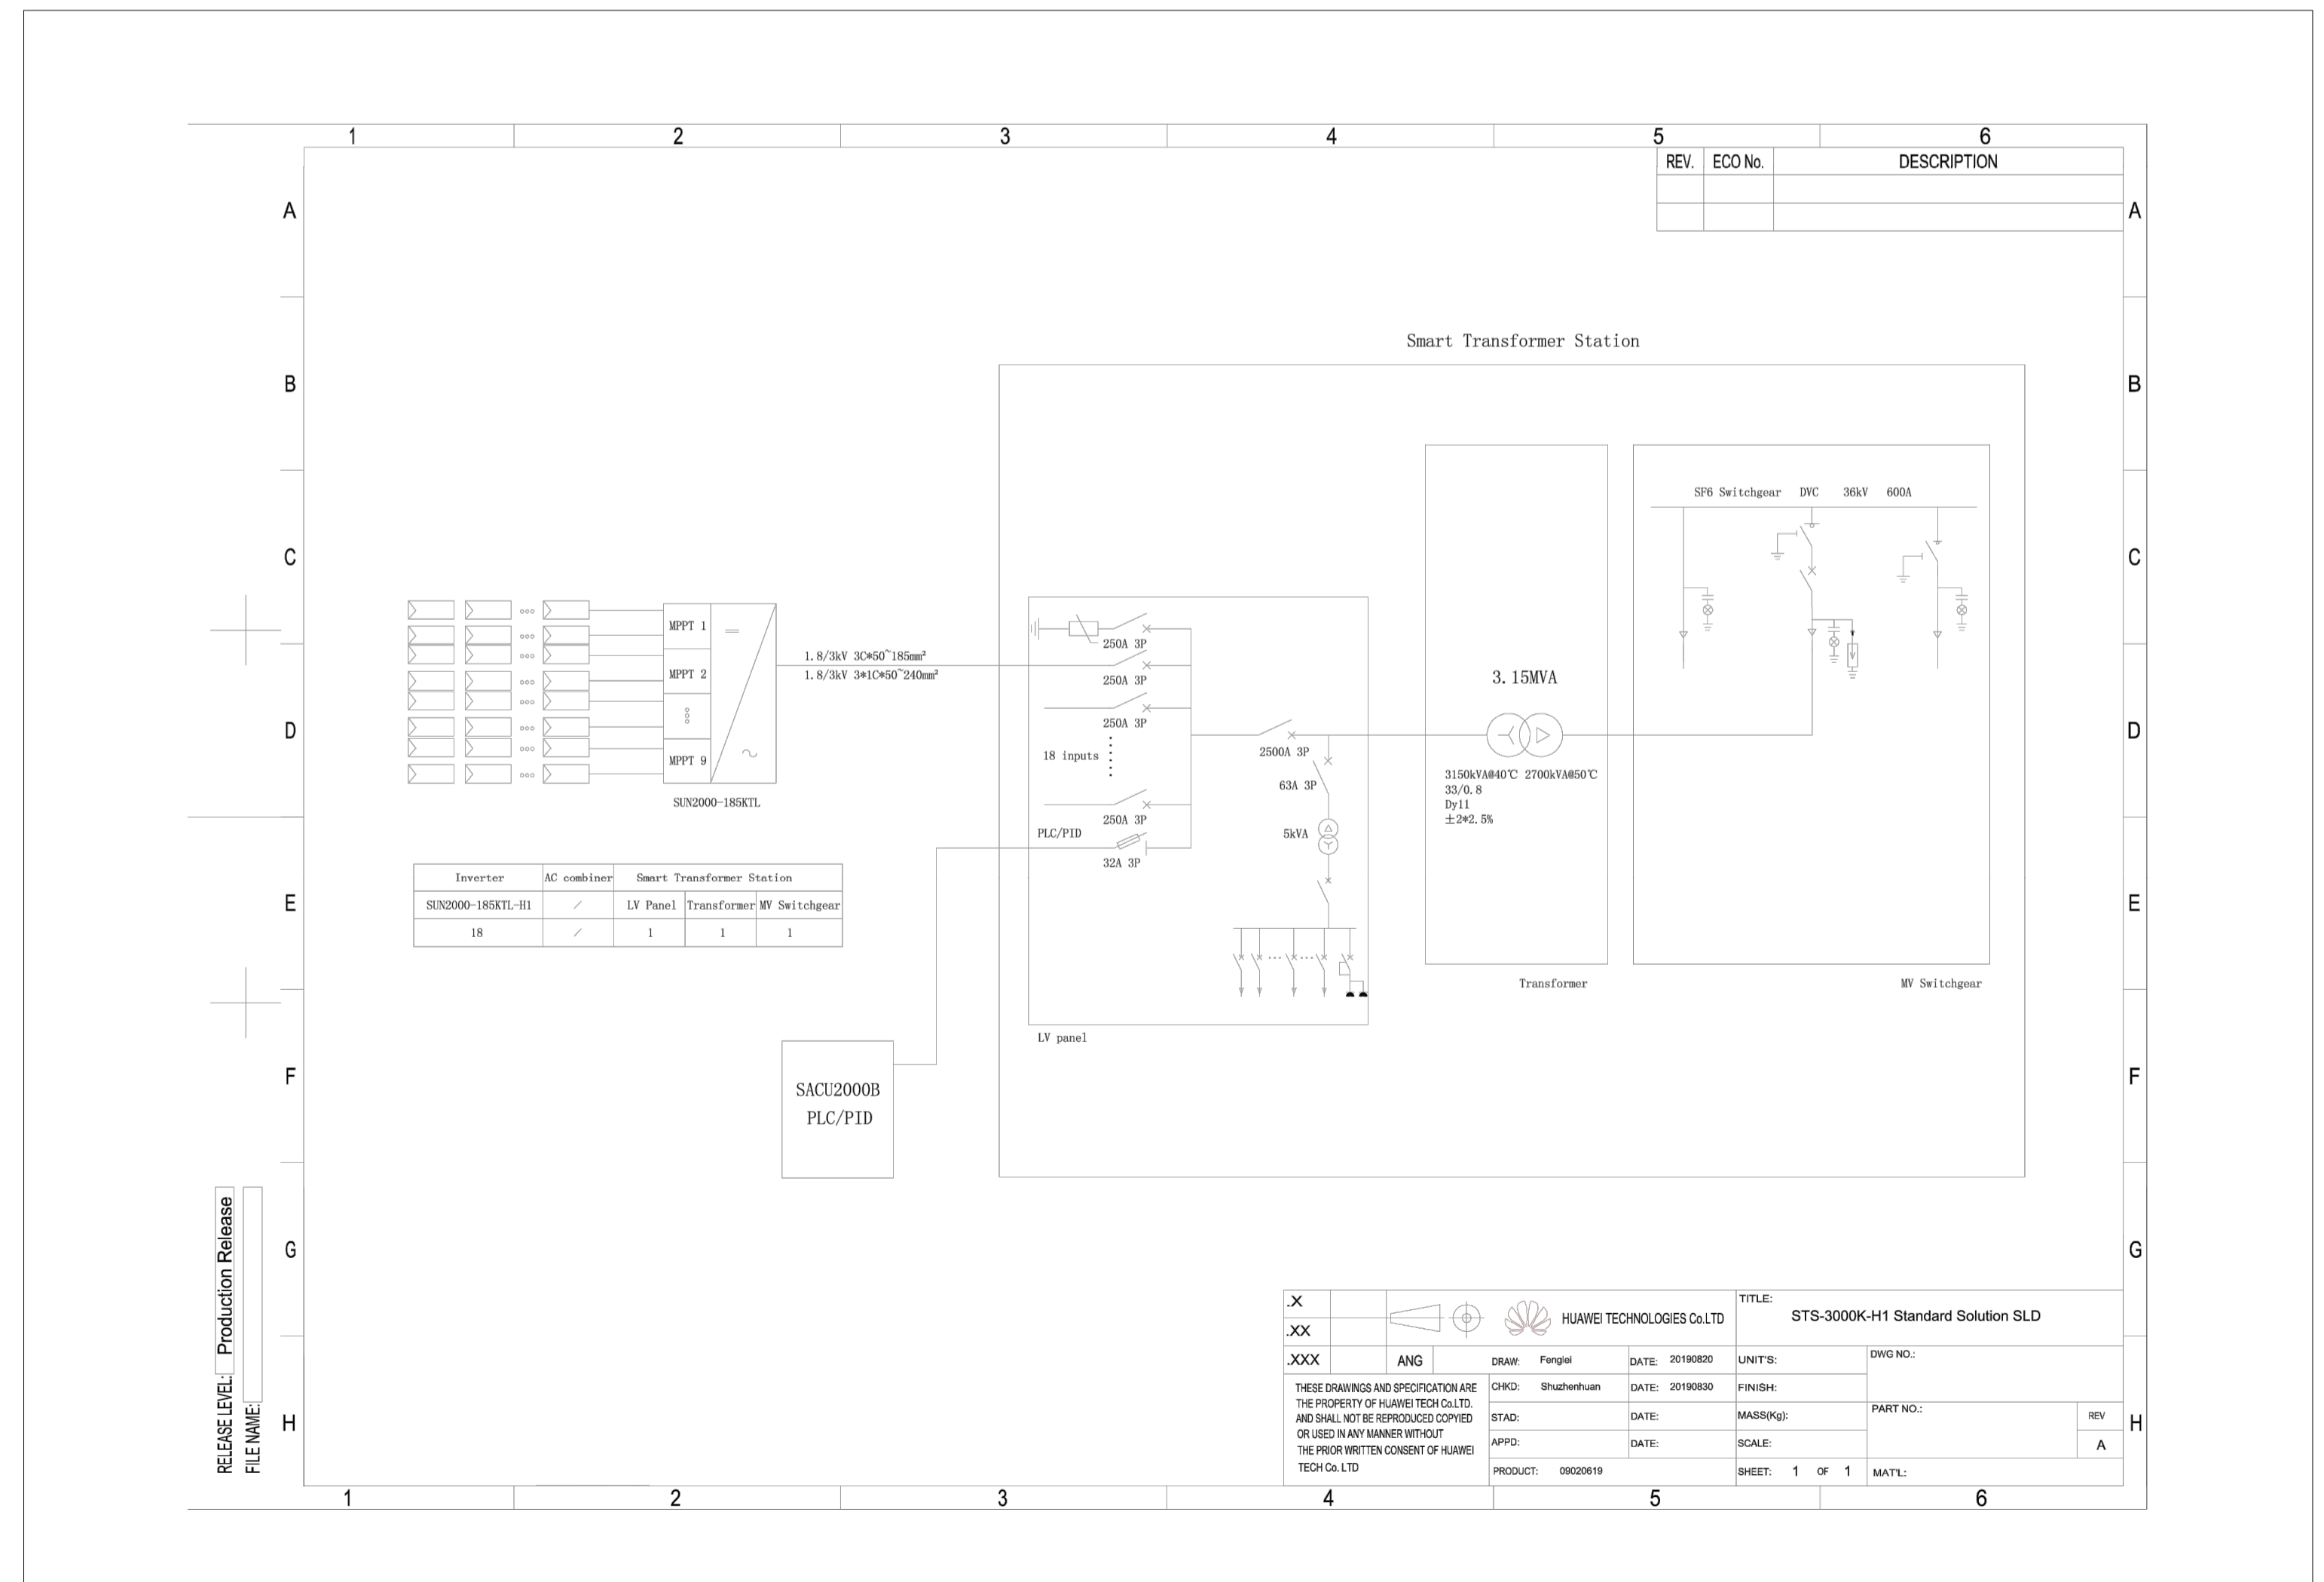 1 2 3 4 5 6
REV. ECO No. DESCRIPTION
A A
Smart Transformer Station
B B
SF6 Switchgear DVC 36kV 600A
C C
MPPT 1
MPPT 2
MPPT 9
SUN2000-185KTL
1.8/3kV 3C*50~185mm²
1.8/3kV 3*1C*50~240mm²
250A 3P
250A 3P
250A 3P
18 inputs
250A 3P
PLC/PID
32A 3P
2500A 3P
63A 3P
5kVA
3.15MVA
3150kVA@40℃ 2700kVA@50℃
33/0.8
Dy11
±2*2.5%
D D
Inverter AC combiner Smart Transformer Station
SUN2000-185KTL-H1 / LV Panel Transformer MV Switchgear
18 / 1 1 1
E E
Transformer
MV Switchgear
LV panel
SACU2000B
PLC/PID
F F
G G
RELEASE LEVEL: Production Release
FILE NAME:
H H
.X
.XX
.XXX ANG
HUAWEI TECHNOLOGIES Co.LTD
TITLE:
STS-3000K-H1 Standard Solution SLD
THESE DRAWINGS AND SPECIFICATION ARE
THE PROPERTY OF HUAWEI TECH Co.LTD.
AND SHALL NOT BE REPRODUCED COPYIED
OR USED IN ANY MANNER WITHOUT
THE PRIOR WRITTEN CONSENT OF HUAWEI
TECH Co. LTD
DRAW: Fenglei DATE: 20190820 UNIT'S: DWG NO.:
CHKD: Shuzhenhuan DATE: 20190830 FINISH:
STAD: DATE: MASS(Kg): PART NO.: REV
APPD: DATE: SCALE: A
PRODUCT: 09020619 SHEET: 1 OF 1 MAT'L:
1 2 3 4 5 6